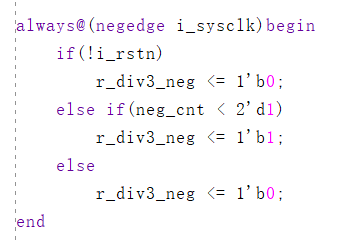 always@(negedge i_sysclk)begin
if(!i_rstn)
r_div3_neg <= 1'b0;
else if(neg_cnt < 2'd1)
r_div3_neg <= 1'b1;
else
r_div3_neg <= 1'b0;
end